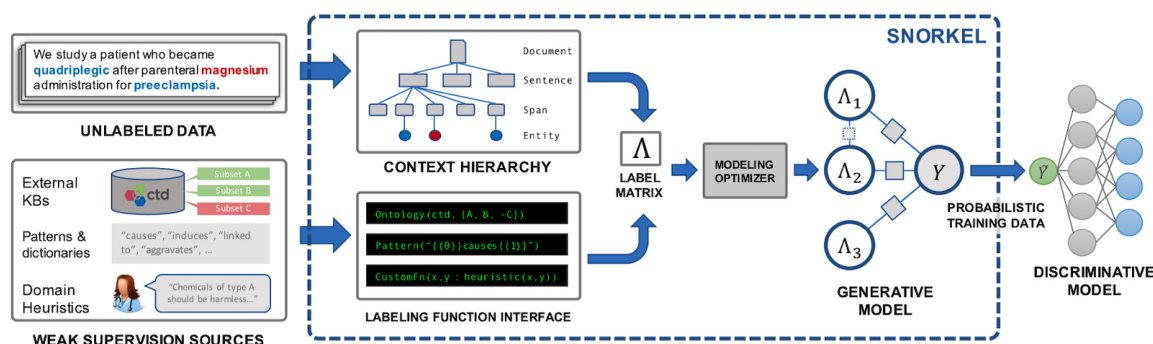 We study a patient who became
quadriplegic after parenteral magnesium
administration for preeclampsia.
UNLABELED DATA
External
KBs
ctd
Subset A
Subset B
Subset C
Patterns &
dictionaries
“causes”, “induces”, “linked
to”, “aggravates”, …
Domain
Heuristics
“Chemicals of type A
should be harmless…”
WEAK SUPERVISION SOURCES
SNORKEL
Document
Sentence
Span
Entity
CONTEXT HIERARCHY
Ontology(ctd, [A, B, -C])
Pattern(“{{0}}causes{{1}}”)
CustomFn(x,y : heuristic(x,y))
LABELING FUNCTION INTERFACE
Λ
LABEL
MATRIX
MODELING
OPTIMIZER
Λ1
Λ2
Λ3
Y
GENERATIVE
MODEL
PROBABILISTIC
TRAINING DATA
Ỹ
DISCRIMINATIVE
MODEL